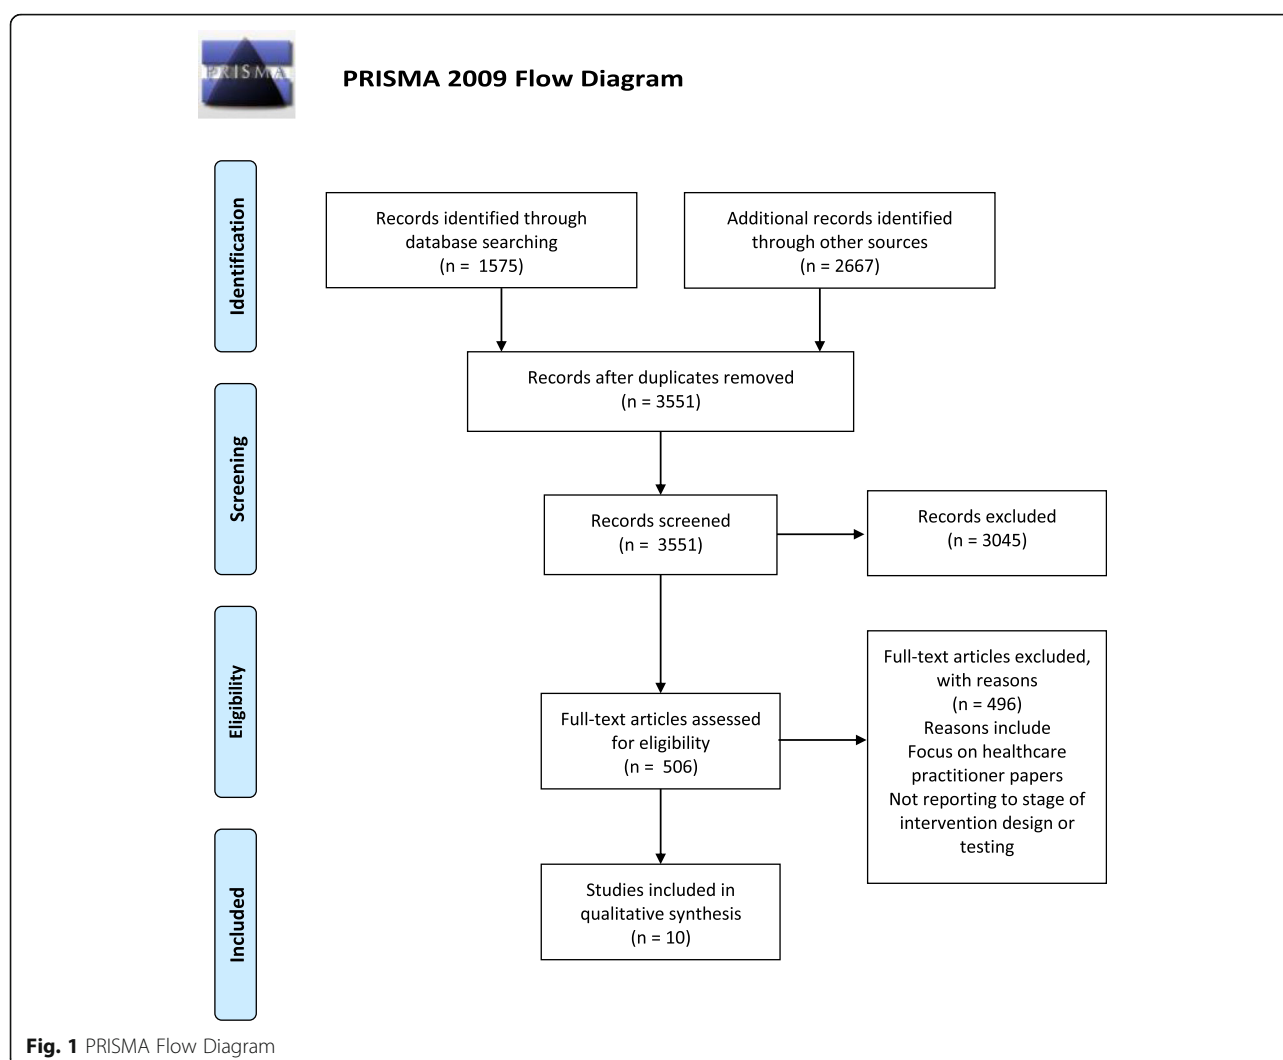 PRISMA
PRISMA 2009 Flow Diagram
Identification
Records identified through
database searching
(n = 1575)
Additional records identified
through other sources
(n = 2667)
Records after duplicates removed
(n = 3551)
Screening
Records screened
(n = 3551)
Records excluded
(n = 3045)
Eligibility
Full-text articles assessed
for eligibility
(n = 506)
Full-text articles excluded,
with reasons
(n = 496)
Reasons include
Focus on healthcare
practitioner papers
Not reporting to stage of
intervention design or
testing
Included
Studies included in
qualitative synthesis
(n = 10)
Fig. 1 PRISMA Flow Diagram